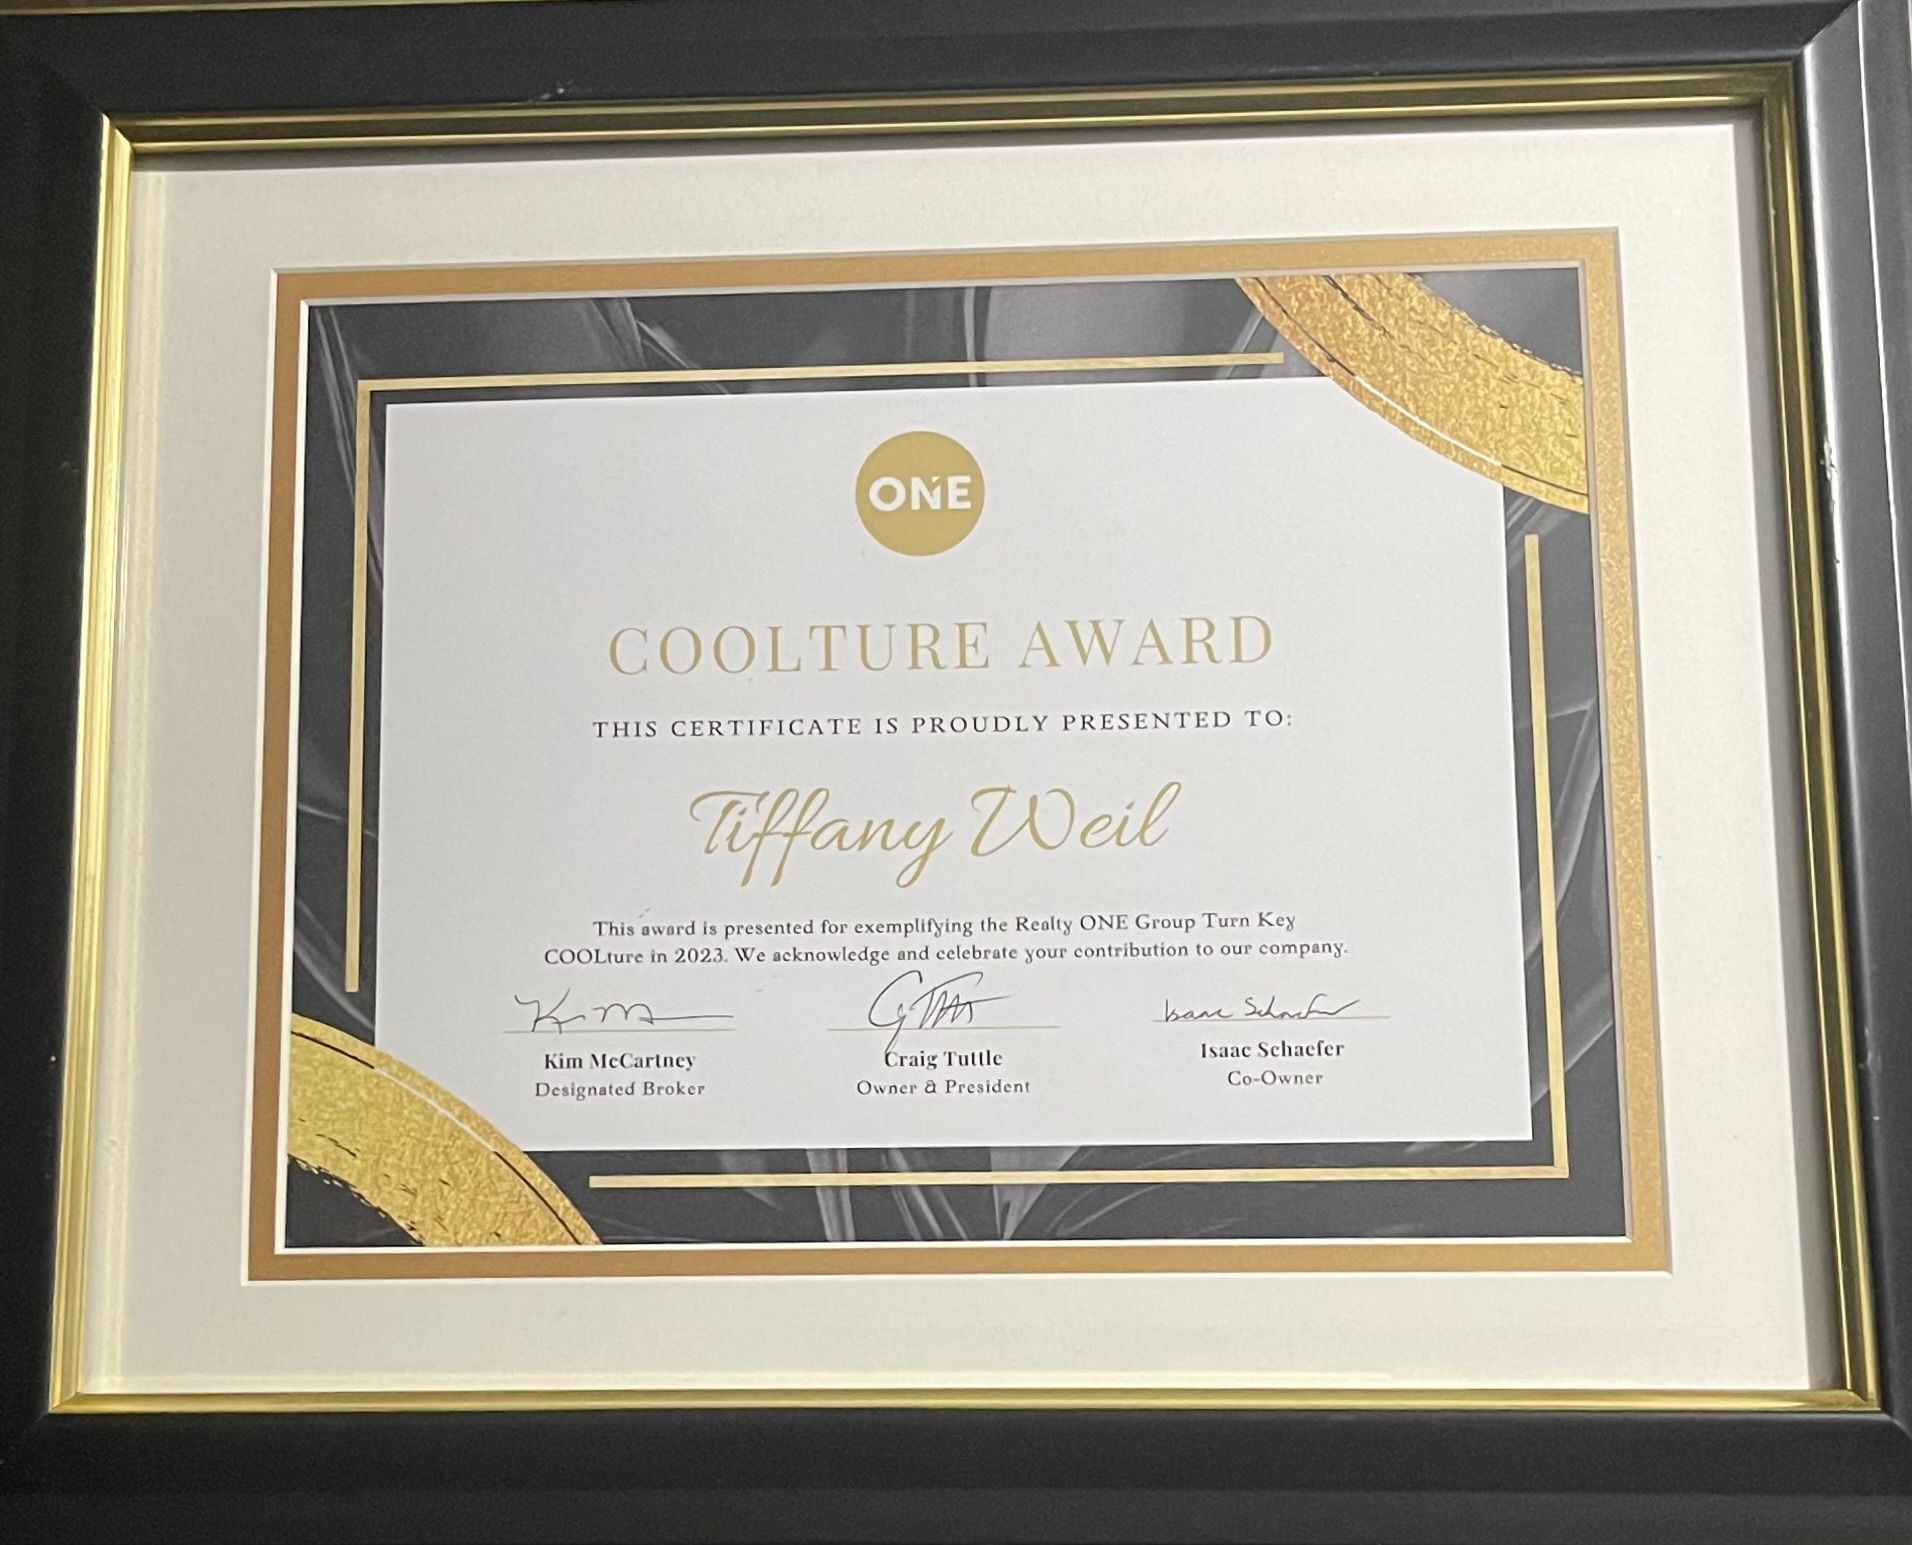 ONE
COOLTURE AWARD
THIS CERTIFICATE IS PROUDLY PRESENTED TO:
Tiffany Weil
This award is presented for exemplifying the Realty ONE Group Turn Key
COOLture in 2023. We acknowledge and celebrate your contribution to our company.
Isaac Schaefer
Kim McCartney Craig Tuttle Isaac Schaefer
Designated Broker Owner & President Co-Owner